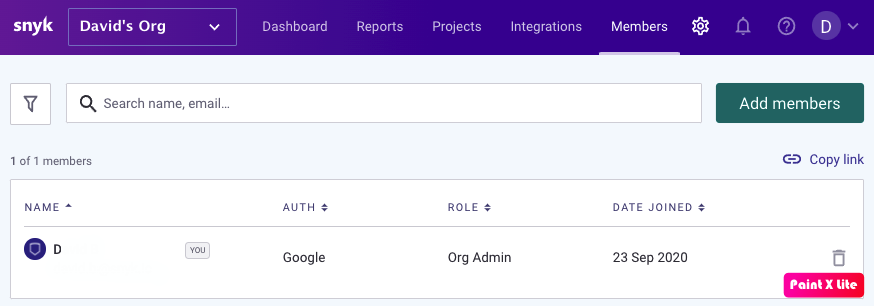 snyk David's Org Dashboard Reports Projects Integrations Members D
Search name, email... Add members
1 of 1 members Copy link
NAME AUTH ROLE DATE JOINED
D YOU Google Org Admin 23 Sep 2020
Paint X Lite